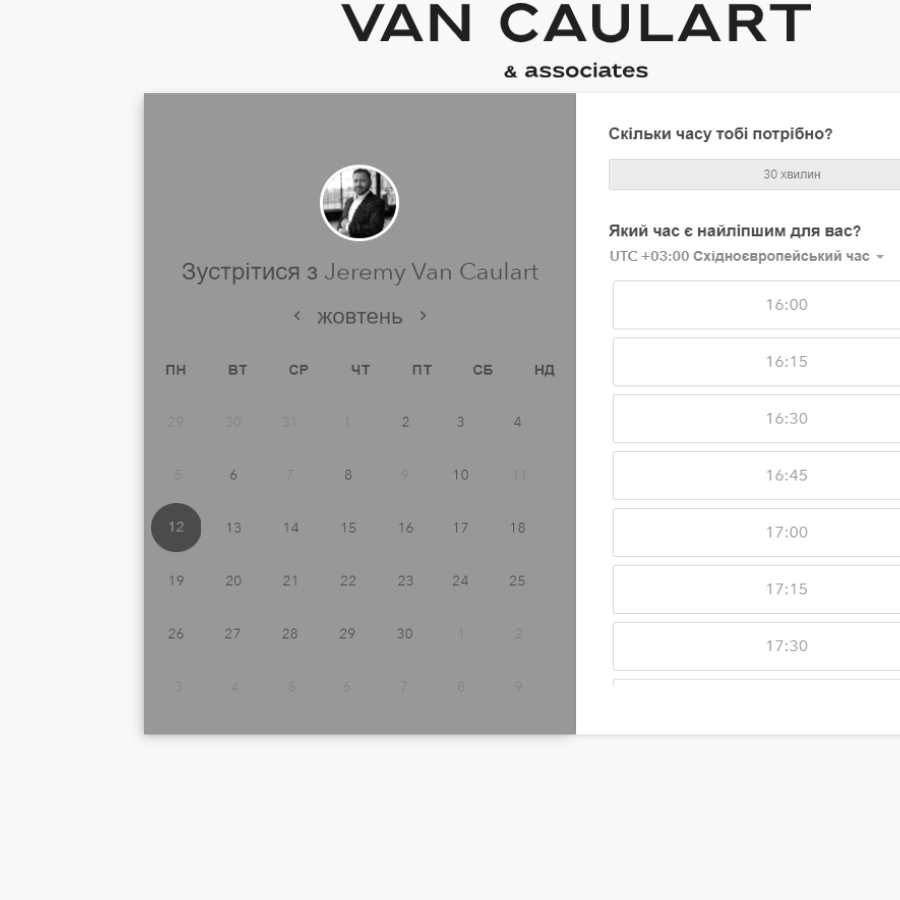 VAN CAULART
& associates
Зустрітися з Jeremy Van Caulart
жовтень
ПН ВТ СР ЧТ ПТ СБ НД
29 30 31 1 2 3 4
5 6 7 8 9 10 11
12 13 14 15 16 17 18
19 20 21 22 23 24 25
26 27 28 29 30 1 2
3 4 5 6 7 8 9
Скільки часу тобі потрібно?
30 хвилин
Який час є найліпшим для вас?
UTC +03:00 Східноєвропейський час
16:00
16:15
16:30
16:45
17:00
17:15
17:30